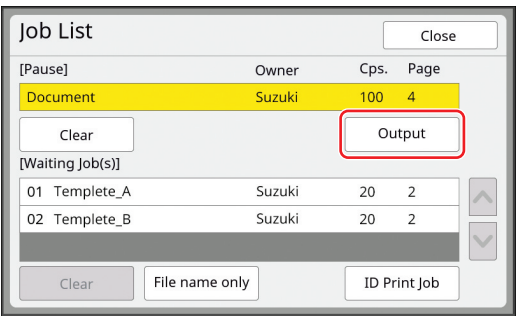 Job List Close
[Pause] Owner Cps. Page
Document Suzuki 100 4
Clear Output
[Waiting Job(s)]
01 Templete_A Suzuki 20 2
02 Templete_B Suzuki 20 2
Clear File name only ID Print Job